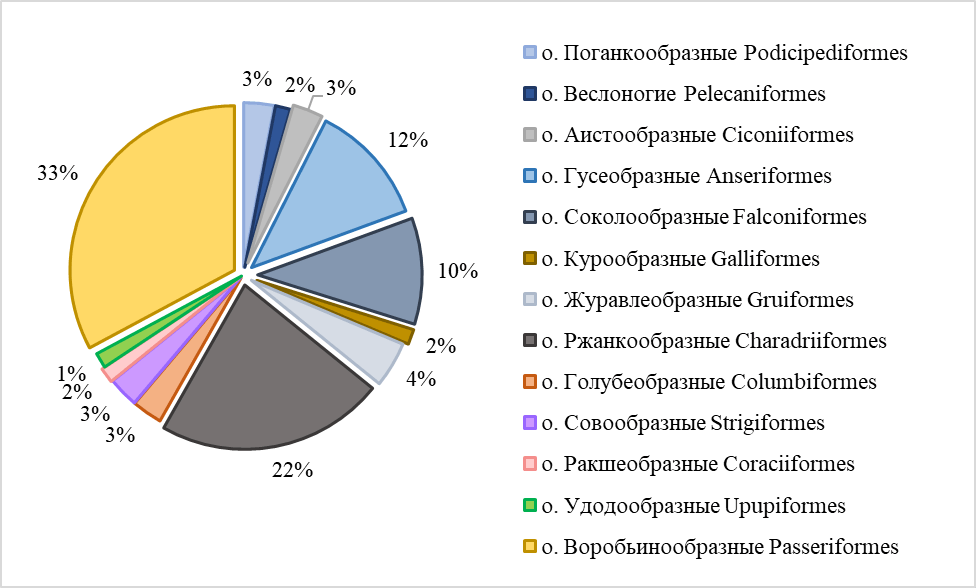 3%
2%
3%
12%
10%
2%
4%
22%
3%
3%
2%
1%
33%
о. Поганкообразные Podicipediformes
о. Веслоногие Pelecaniformes
о. Аистообразные Ciconiiformes
о. Гусеобразные Anseriformes
о. Соколообразные Falconiformes
о. Курообразные Galliformes
о. Журавлеобразные Gruiformes
о. Ржанкообразные Charadriiformes
о. Голубеобразные Columbiformes
о. Совообразные Strigiformes
о. Ракшеобразные Coraciiformes
о. Удодообразные Upupiformes
о. Воробьинообразные Passeriformes